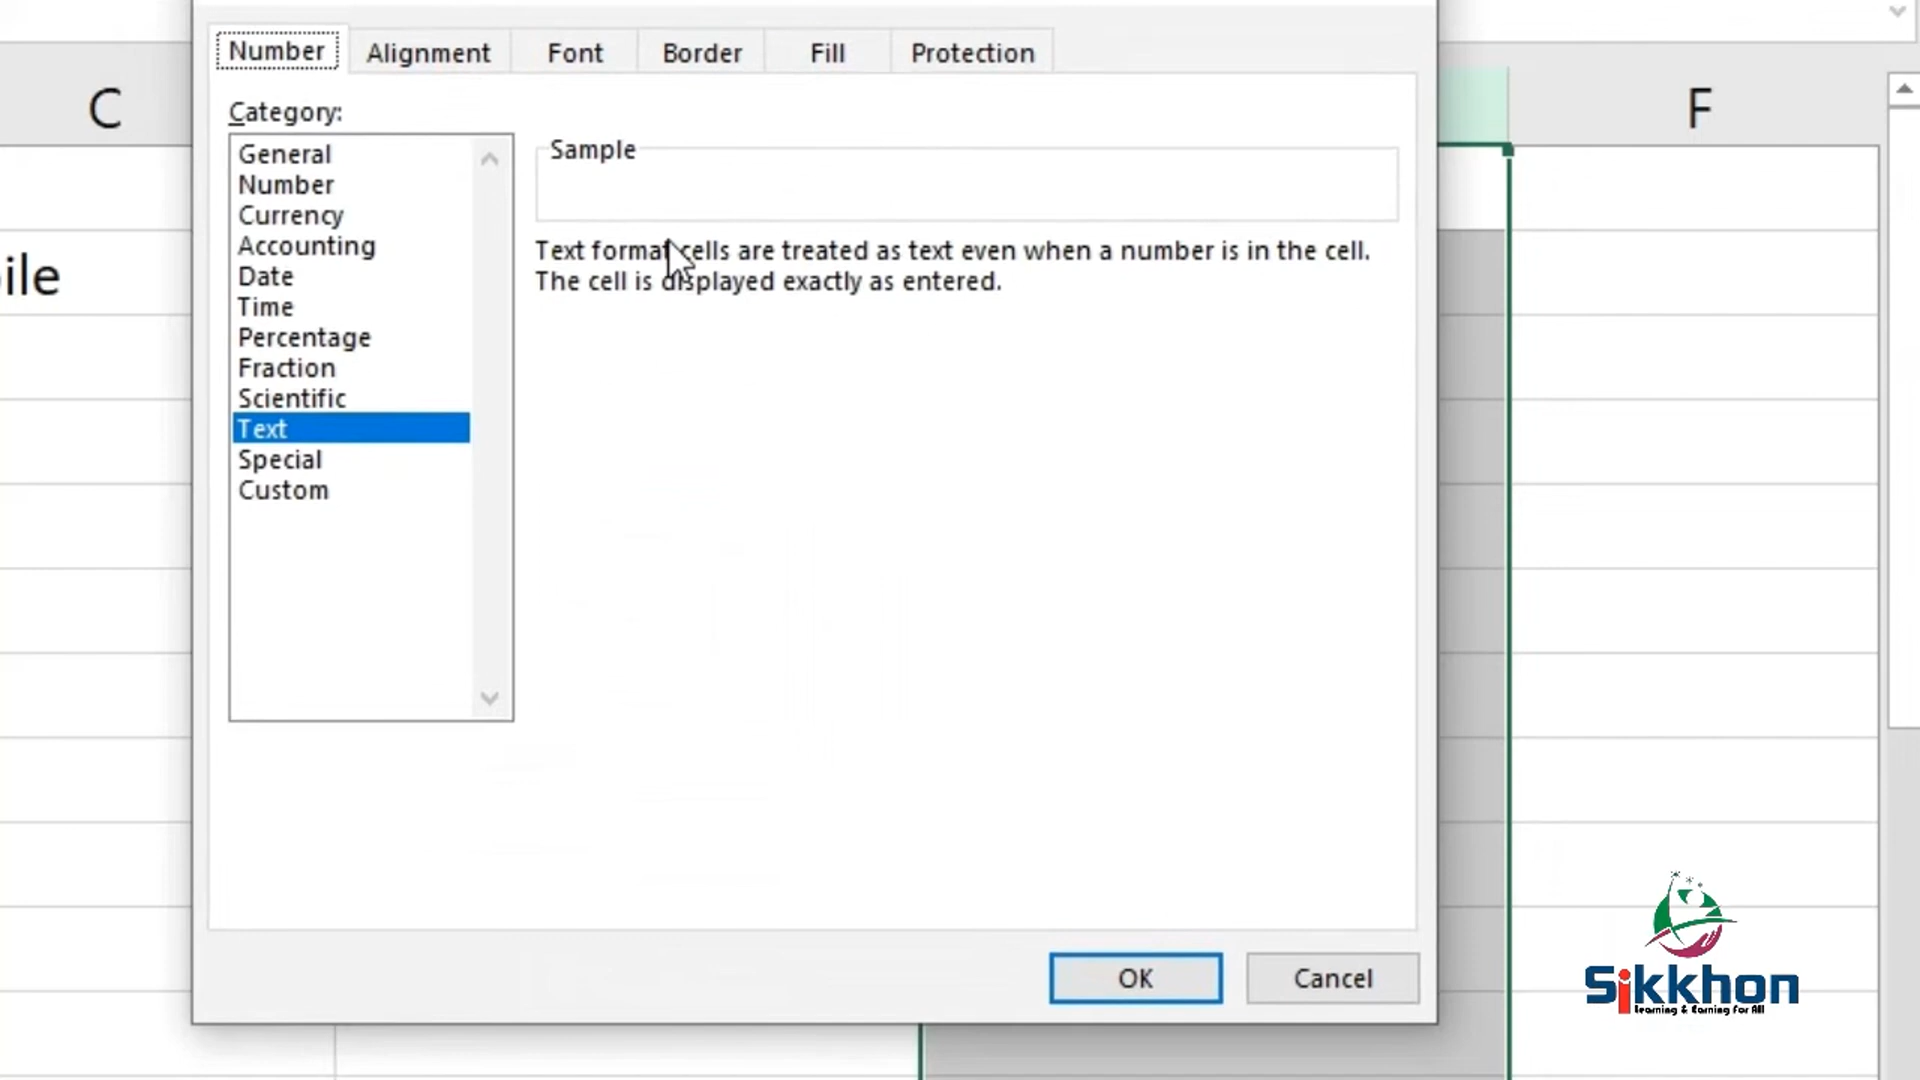 Number Alignment Font Border Fill Protection
C
F
Category:
General
Number
Currency
Accounting
Date
Time
Percentage
Fraction
Scientific
Text
Special
Custom
Sample
Text format cells are treated as text even when a number is in the cell.
The cell is displayed exactly as entered.
ile
OK Cancel
Sikkhon
Learning & Earning For All